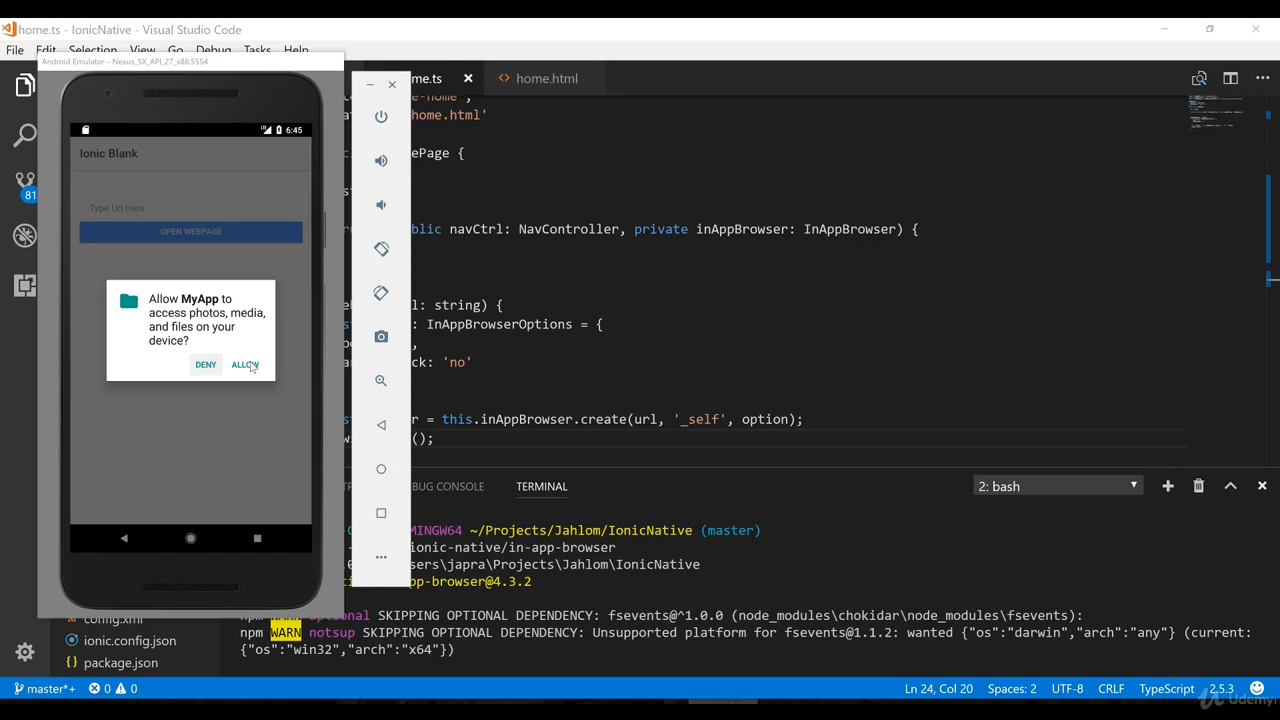 home.ts - IonicNative - Visual Studio Code
File Edit Selection View Go Debug Tasks Help
Android Emulator - Nexus_5X_API_27_x86:5554
me.ts
home.html
6:45
Ionic Blank
Type Url Here
OPEN WEBPAGE
Allow MyApp to
access photos, media,
and files on your
device?
DENY ALLOW
81
home.html'
ePage {
blic navCtrl: NavController, private inAppBrowser: InAppBrowser) {
l: string) {
: InAppBrowserOptions = {
ck: 'no'
r = this.inAppBrowser.create(url, '_self', option);
();
BUG CONSOLE TERMINAL 2: bash
MINGW64 ~/Projects/Jahlom/IonicNative (master)
ionic-native/in-app-browser
ers\japra\Projects\Jahlom\IonicNative
pp-browser@4.3.2
npm WARN optional SKIPPING OPTIONAL DEPENDENCY: fsevents@^1.0.0 (node_modules\chokidar\node_modules\fsevents):
npm WARN notsup SKIPPING OPTIONAL DEPENDENCY: Unsupported platform for fsevents@1.1.2: wanted {"os":"darwin","arch":"any"} (current:
{"os":"win32","arch":"x64"})
config.xml
ionic.config.json
package.json
master*+ 0 0 Ln 24, Col 20 Spaces: 2 UTF-8 CRLF TypeScript 2.5.3
Udemy